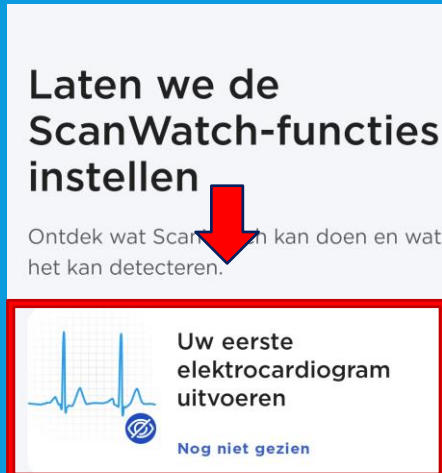 Laten we de
ScanWatch-functies
instellen
Ontdek wat Scan kan doen en wat
het kan detecteren.
Uw eerste
elektrocardiogram
uitvoeren
Nog niet gezien